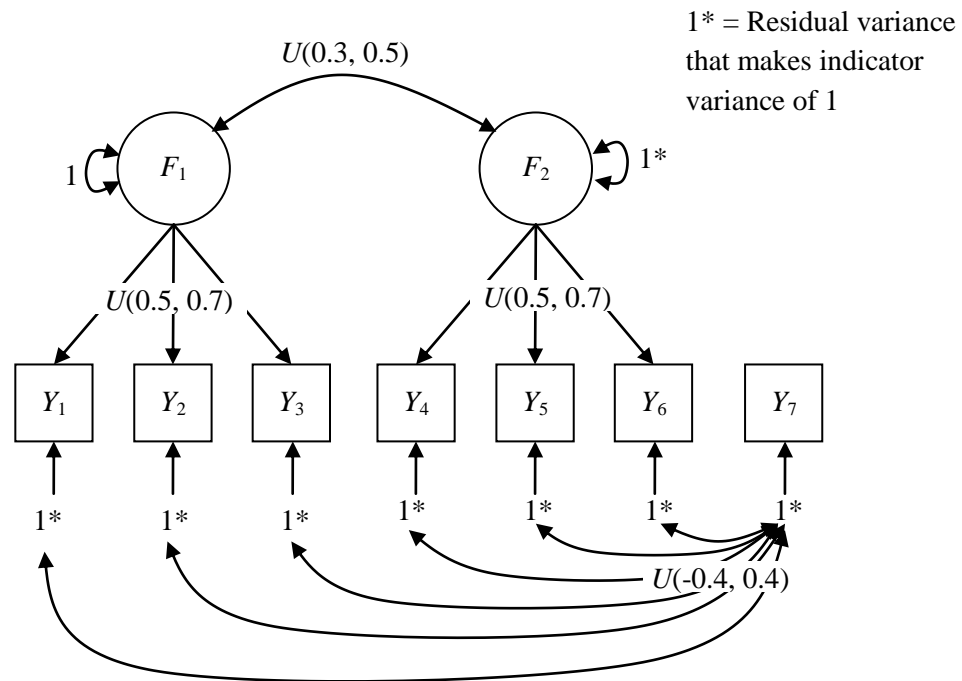 1* = Residual variance
that makes indicator
variance of 1
U(0.3, 0.5)
1 F₁ F₂ 1*
U(0.5, 0.7) U(0.5, 0.7)
Y₁ Y₂ Y₃ Y₄ Y₅ Y₆ Y₇
1* 1* 1* 1* 1* 1* 1*
U(-0.4, 0.4)